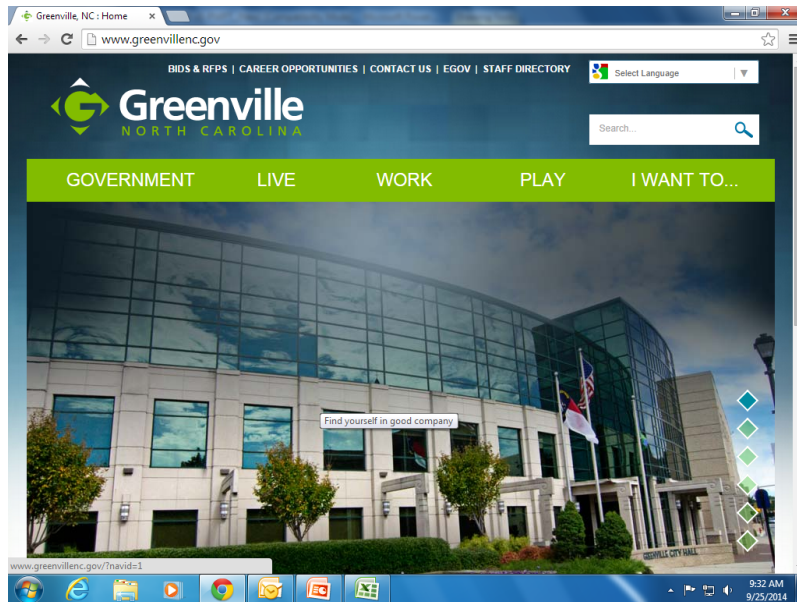 Greenville, NC : Home
www.greenvillenc.gov
BIDS & RFPS | CAREER OPPORTUNITIES | CONTACT US | EGOV | STAFF DIRECTORY
Select Language
G Greenville
NORTH CAROLINA
Search...
GOVERNMENT LIVE WORK PLAY I WANT TO...
Find yourself in good company
GREENVILLE CITY HALL
www.greenvillenc.gov/?navid=1
9:32 AM
9/25/2014